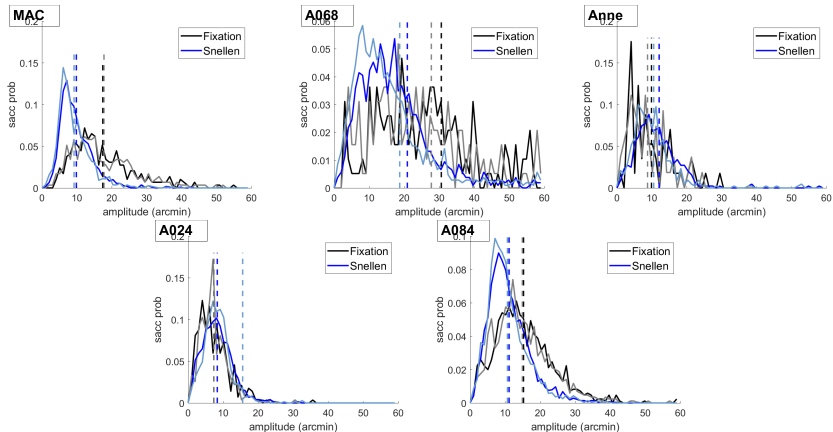 MAC
0.2
0.15
0.1
0.05
0
sacc prob
0 10 20 30 40 50 60
amplitude (arcmin)
Fixation
Snellen
A068
0.06
0.05
0.04
0.03
0.02
0.01
0
sacc prob
0 10 20 30 40 50 60
amplitude (arcmin)
Fixation
Snellen
Anne
0.2
0.15
0.1
0.05
0
sacc prob
0 10 20 30 40 50 60
amplitude (arcmin)
Fixation
Snellen
A024
0.2
0.15
0.1
0.05
0
sacc prob
0 10 20 30 40 50 60
amplitude (arcmin)
Fixation
Snellen
A084
0.1
0.08
0.06
0.04
0.02
0
sacc prob
0 10 20 30 40 50 60
amplitude (arcmin)
Fixation
Snellen